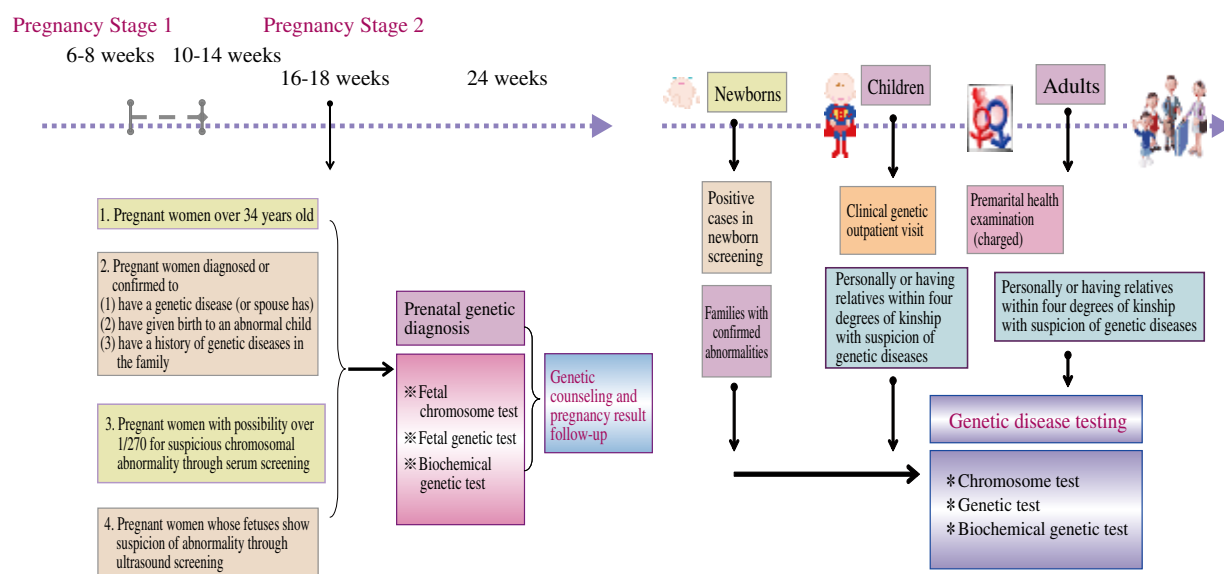 Pregnancy Stage 1
Pregnancy Stage 2
6-8 weeks
10-14 weeks
16-18 weeks
24 weeks
1. Pregnant women over 34 years old
2. Pregnant women diagnosed or
confirmed to
(1) have a genetic disease (or spouse has)
(2) have given birth to an abnormal child
(3) have a history of genetic diseases in
the family
3. Pregnant women with possibility over
1/270 for suspicious chromosomal
abnormality through serum screening
4. Pregnant women whose fetuses show
suspicion of abnormality through
ultrasound screening
Prenatal genetic
diagnosis
※Fetal
chromosome test
※Fetal genetic test
※Biochemical
genetic test
Genetic
counseling and
pregnancy result
follow-up
Newborns
Children
Adults
Positive
cases in
newborn
screening
Families with
confirmed
abnormalities
Clinical genetic
outpatient visit
Personally or having
relatives within four
degrees of kinship
with suspicion of
genetic diseases
Premarital health
examination
(charged)
Personally or having relatives
within four degrees of kinship
with suspicion of genetic diseases
Genetic disease testing
*Chromosome test
*Genetic test
*Biochemical genetic test